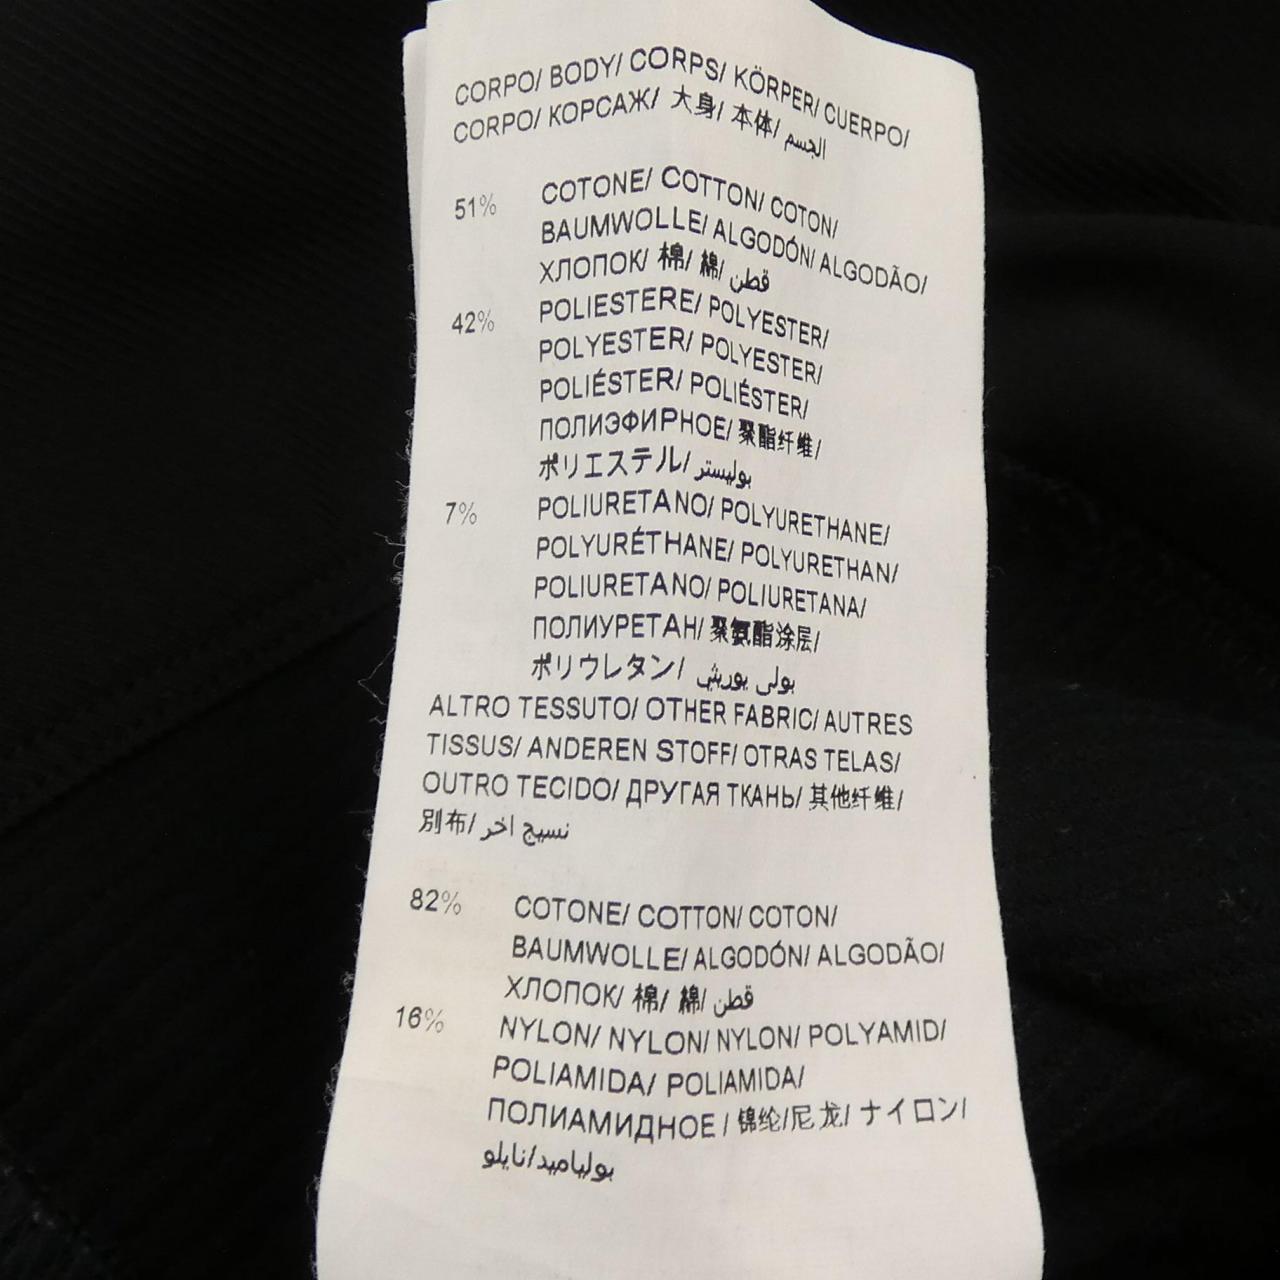 CORPO/ BODY/ CORPS/ KÖRPER/ CUERPO/
CORPO/ КОРСАЖ/ 大身/ 本体/ الجسم
51% COTONE/ COTTON/ COTON/
BAUMWOLLE/ ALGODÓN/ ALGODÃO/
ХЛОПОК/ 棉/ 綿/ قطن
42% POLIESTERE/ POLYESTER/
POLYESTER/ POLYESTER/
POLIÉSTER/ POLIÉSTER/
ПОЛИЭФИРНОЕ/ 聚酯纤维/
ポリエステル/ بوليستر
7% POLIURETANO/ POLYURETHANE/
POLYURÉTHANE/ POLYURETHAN/
POLIURETANO/ POLIURETANA/
ПОЛИУРЕТАН/ 聚氨酯涂层/
ポリウレタン/ بولي يوريثي
ALTRO TESSUTO/ OTHER FABRIC/ AUTRES
TISSUS/ ANDEREN STOFF/ OTRAS TELAS/
OUTRO TECIDO/ ДРУГАЯ ТКАНЬ/ 其他纤维/
別布/ نسيج اخر
82% COTONE/ COTTON/ COTON/
BAUMWOLLE/ ALGODÓN/ ALGODÃO/
ХЛОПОК/ 棉/ 綿/ قطن
16% NYLON/ NYLON/ NYLON/ POLYAMID/
POLIAMIDA/ POLIAMIDA/
ПОЛИАМИДНОЕ / 锦纶/尼龙/ ナイロン/
بولياميد/نايلو